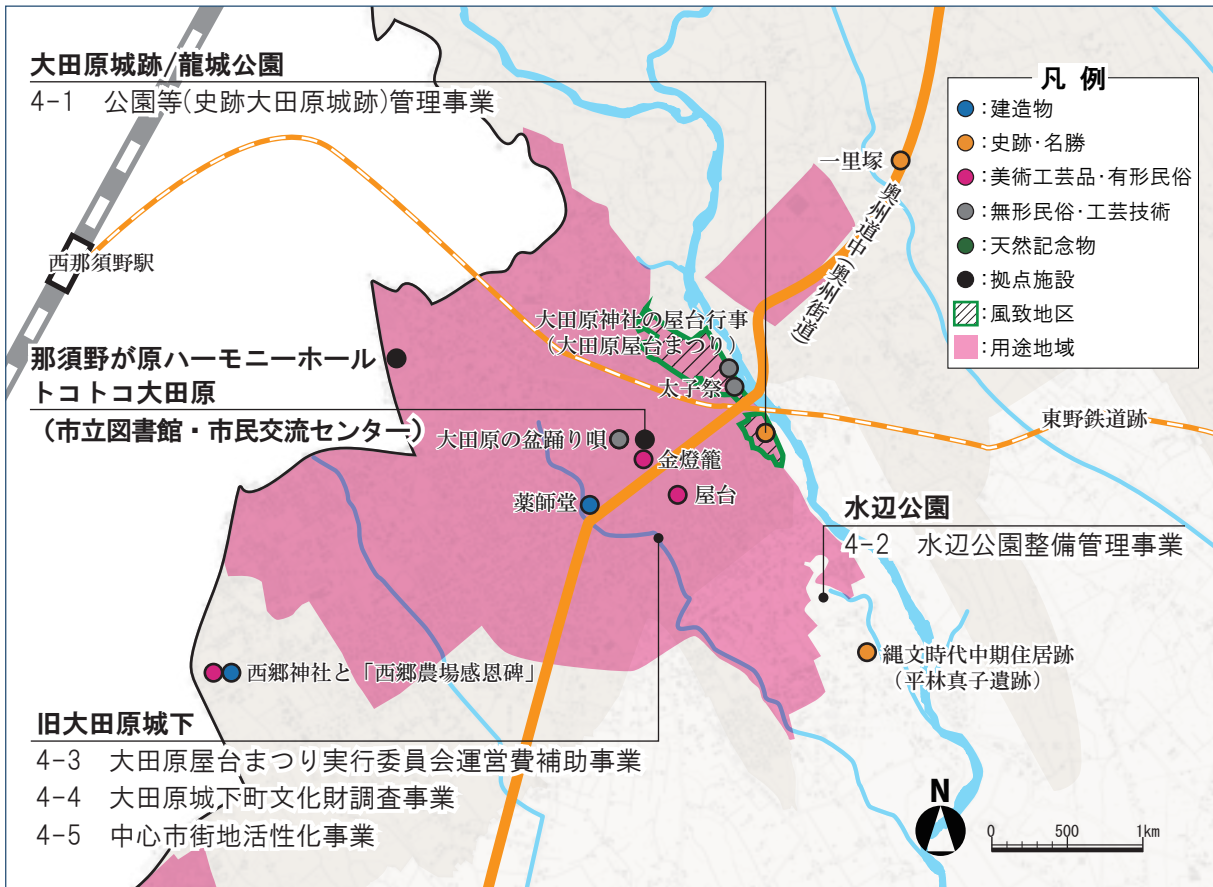 大田原城跡/龍城公園
4-1 公園等(史跡大田原城跡)管理事業
凡 例
:建造物
:史跡・名勝
:美術工芸品・有形民俗
:無形民俗・工芸技術
:天然記念物
:拠点施設
:風致地区
:用途地域
一里塚
奥州道中(奥州街道)
西那須野駅
大田原神社の屋台行事
(大田原屋台まつり)
太子祭
那須野が原ハーモニーホール
トコトコ大田原
(市立図書館・市民交流センター)
大田原の盆踊り唄
金燈籠
屋台
薬師堂
東野鉄道跡
水辺公園
4-2 水辺公園整備管理事業
縄文時代中期住居跡
(平林真子遺跡)
西郷神社と「西郷農場感恩碑」
旧大田原城下
4-3 大田原屋台まつり実行委員会運営費補助事業
4-4 大田原城下町文化財調査事業
4-5 中心市街地活性化事業
N
0 500 1km